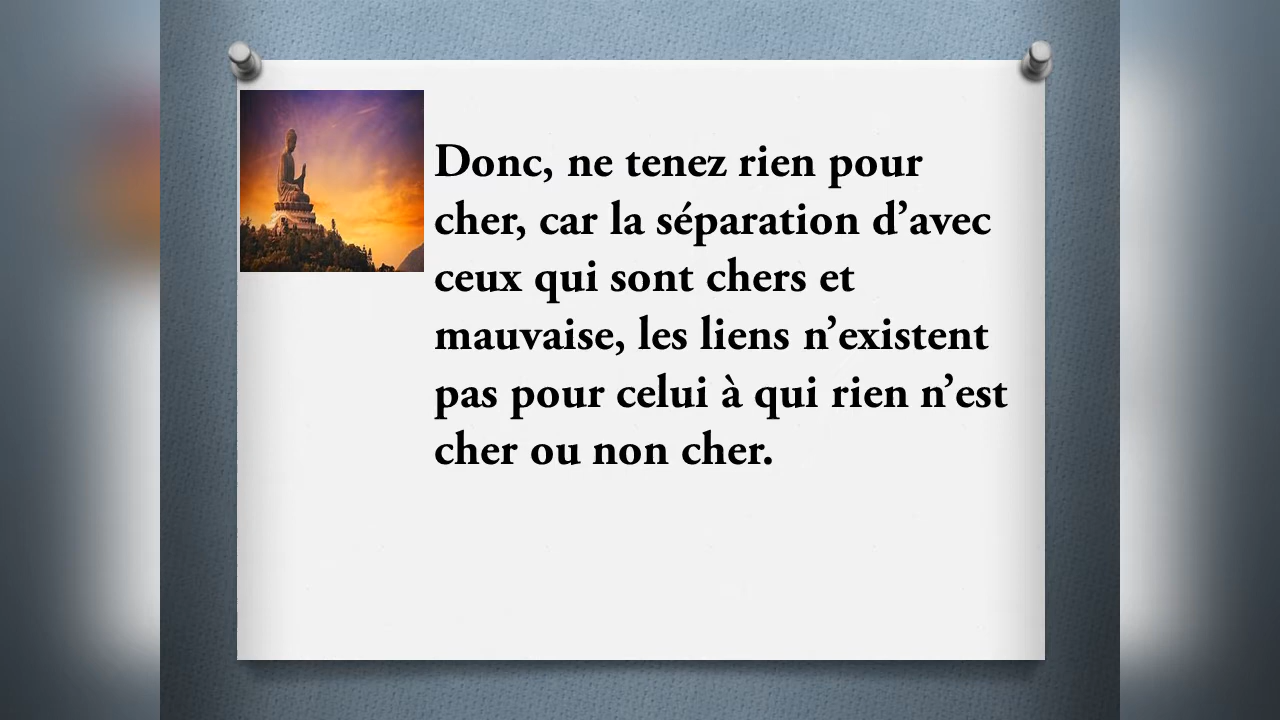 Donc, ne tenez rien pour
cher, car la séparation d’avec
ceux qui sont chers et
mauvaise, les liens n’existent
pas pour celui à qui rien n’est
cher ou non cher.